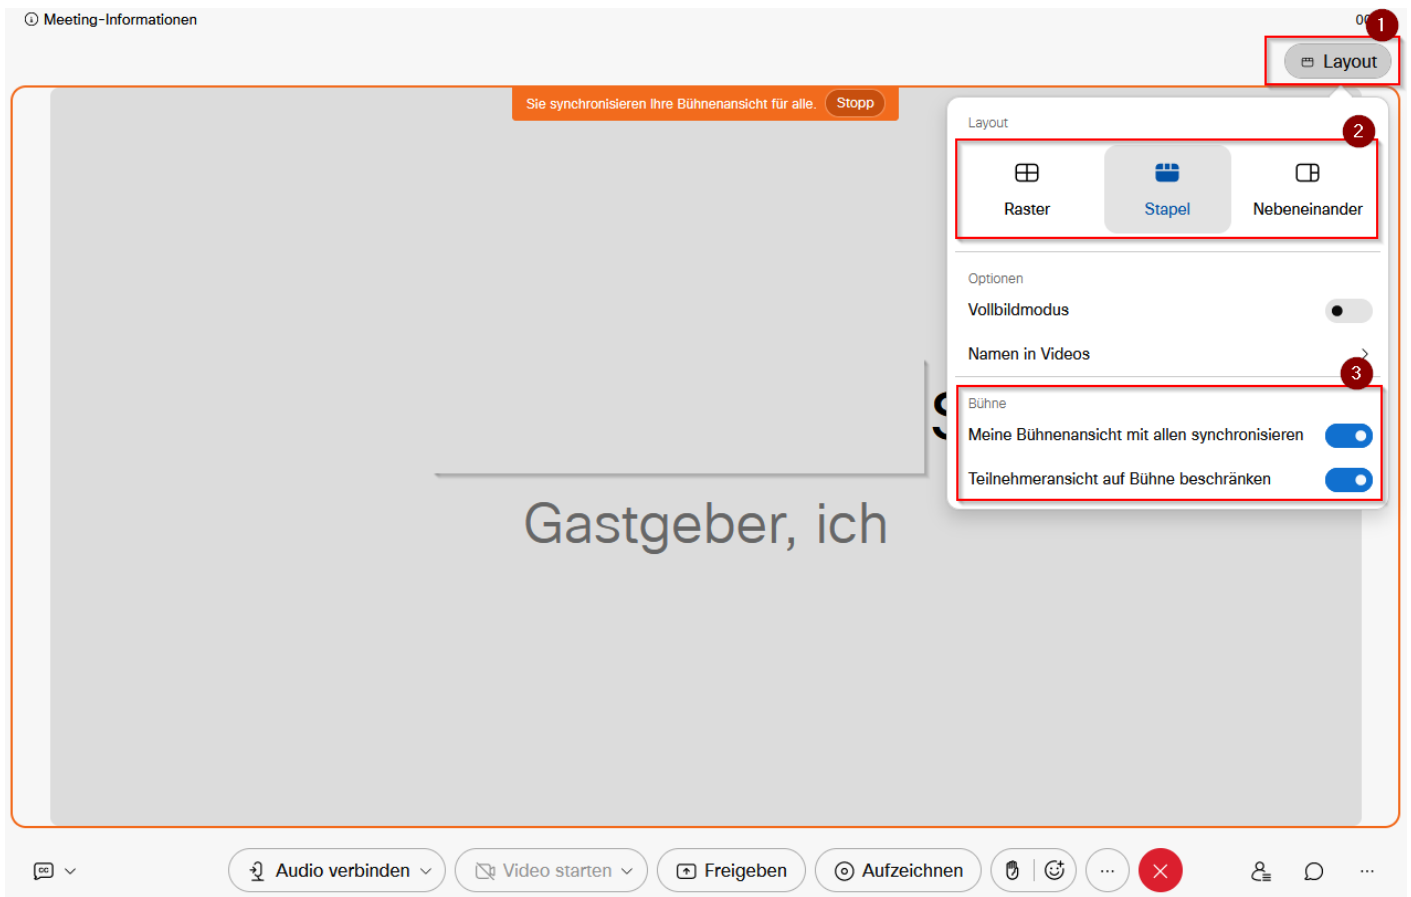 Meeting-Informationen
1
Layout
Sie synchronisieren Ihre Bühnenansicht für alle. Stopp
Layout
2
Raster Stapel Nebeneinander
Optionen
Vollbildmodus
Namen in Videos
3
Bühne
Meine Bühnenansicht mit allen synchronisieren
Teilnehmeransicht auf Bühne beschränken
Gastgeber, ich
CC
Audio verbinden Video starten Freigeben Aufzeichnen